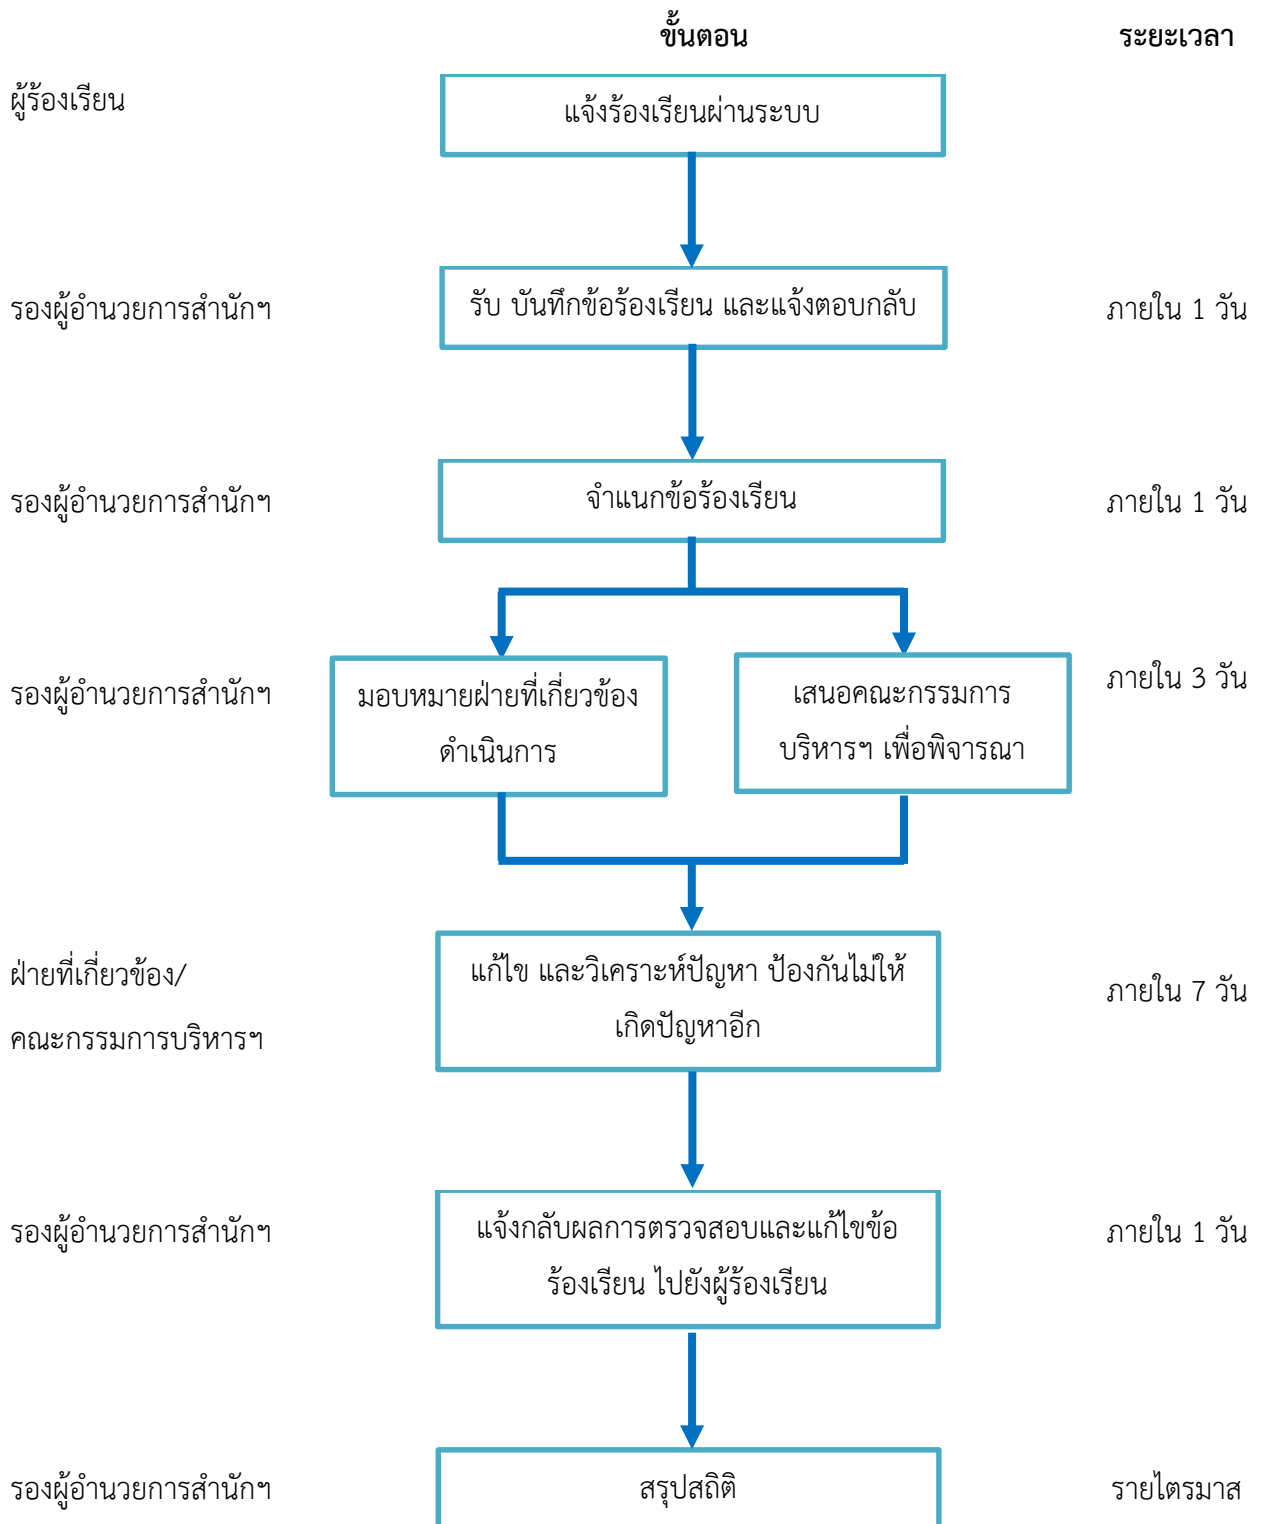 ขั้นตอน ระยะเวลา
ผู้ร้องเรียน
แจ้งร้องเรียนผ่านระบบ
รองผู้อำนวยการสำนักฯ
รับ บันทึกข้อร้องเรียน และแจ้งตอบกลับ
ภายใน 1 วัน
รองผู้อำนวยการสำนักฯ
จำแนกข้อร้องเรียน
ภายใน 1 วัน
รองผู้อำนวยการสำนักฯ
มอบหมายฝ่ายที่เกี่ยวข้อง
ดำเนินการ
เสนอคณะกรรมการ
บริหารฯ เพื่อพิจารณา
ภายใน 3 วัน
ฝ่ายที่เกี่ยวข้อง/
คณะกรรมการบริหารฯ
แก้ไข และวิเคราะห์ปัญหา ป้องกันไม่ให้
เกิดปัญหาอีก
ภายใน 7 วัน
รองผู้อำนวยการสำนักฯ
แจ้งกลับผลการตรวจสอบและแก้ไขข้อ
ร้องเรียน ไปยังผู้ร้องเรียน
ภายใน 1 วัน
รองผู้อำนวยการสำนักฯ
สรุปสถิติ
รายไตรมาส